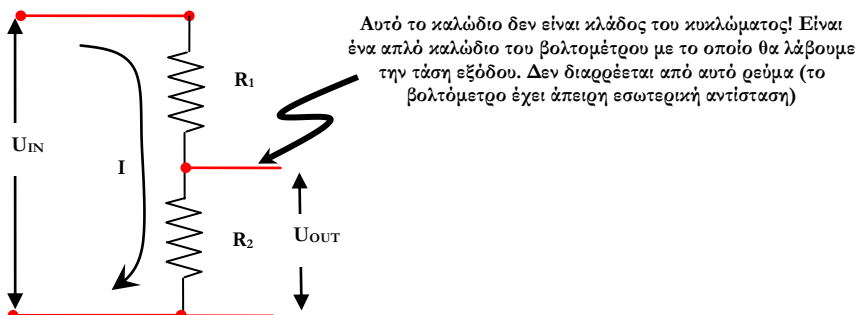 Αυτό το καλώδιο δεν είναι κλάδος του κυκλώματος! Είναι
ένα απλό καλώδιο του βολτομέτρου με το οποίο θα λάβουμε
την τάση εξόδου. Δεν διαρρέεται από αυτό ρεύμα (το
βολτόμετρο έχει άπειρη εσωτερική αντίσταση)
R1
UIN
I
R2
UOUT